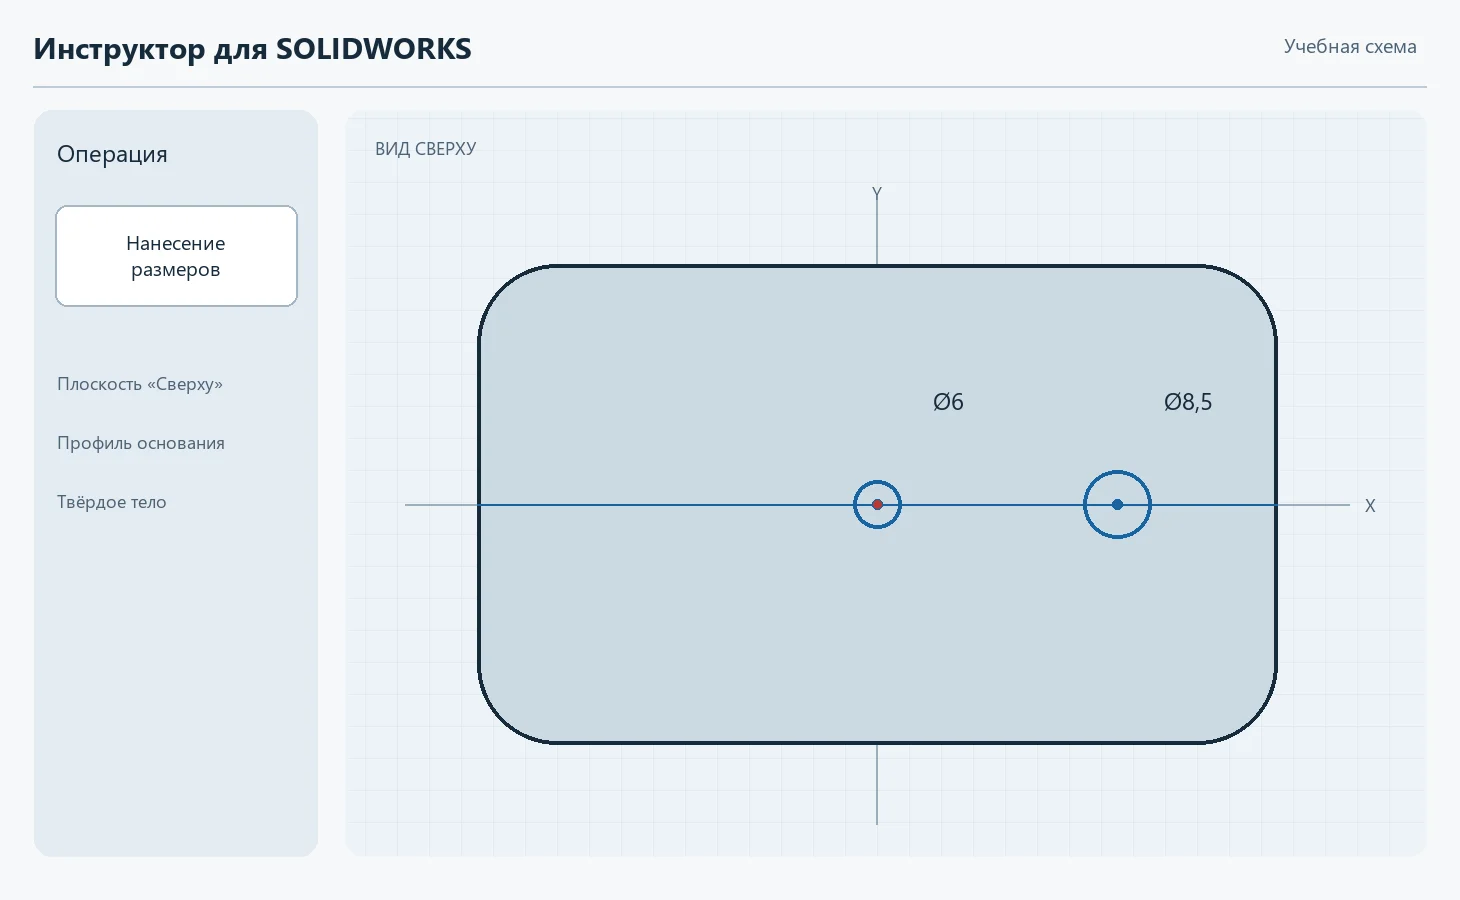 Инструктор для SOLIDWORKS
Учебная схема
Операция
Нанесение
размеров
Плоскость «Сверху»
Профиль основания
Твёрдое тело
ВИД СВЕРХУ
Y
Ø6
Ø8,5
X